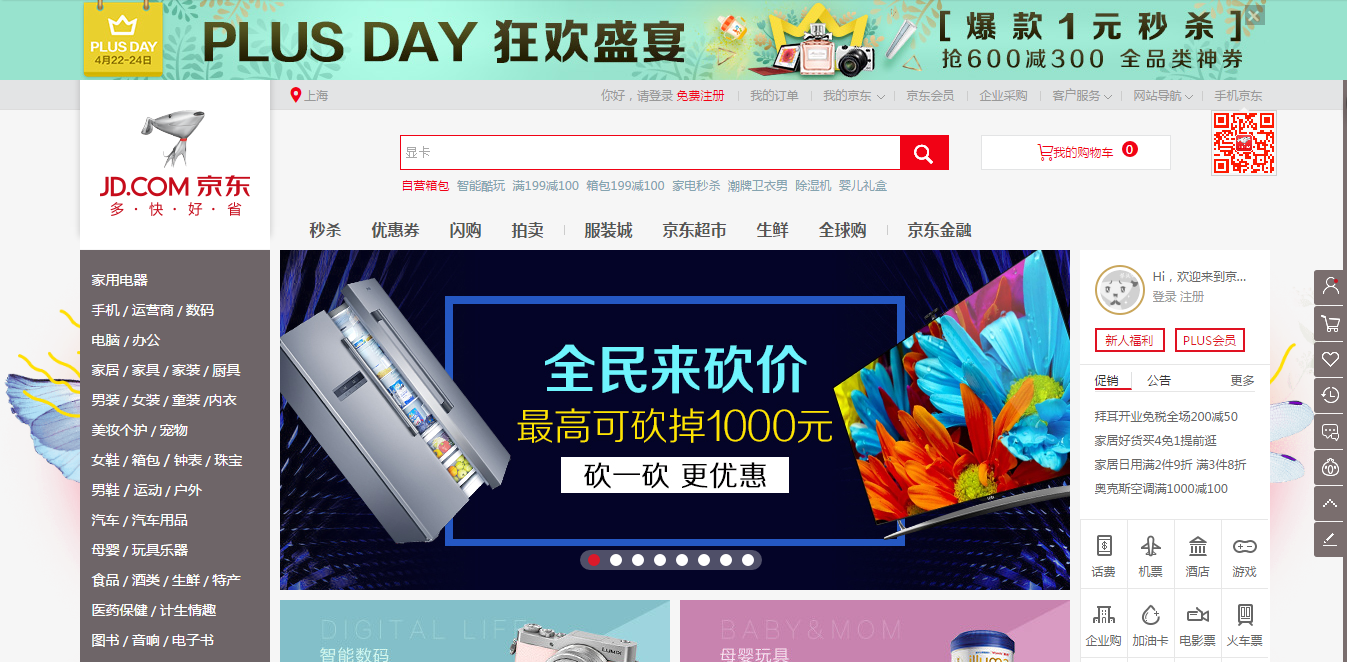 PLUS DAY
4月22-24日
PLUS DAY 狂欢盛宴
[ 爆款1元秒杀 ]
抢600减300 全品类神券
上海
你好，请登录 免费注册
我的订单
我的京东
京东会员
企业采购
客户服务
网站导航
手机京东
JD.COM 京东
多·快·好·省
显卡
我的购物车 0
自营箱包 智能酷玩 满199减100 箱包199减100 家电秒杀 潮牌卫衣男 除湿机 婴儿礼盒
秒杀 优惠券 闪购 拍卖 服装城 京东超市 生鲜 全球购 京东金融
家用电器
手机 / 运营商 / 数码
电脑 / 办公
家居 / 家具 / 家装 / 厨具
男装 / 女装 / 童装 /内衣
美妆个护 / 宠物
女鞋 / 箱包 / 钟表 / 珠宝
男鞋 / 运动 / 户外
汽车 / 汽车用品
母婴 / 玩具乐器
食品 / 酒类 / 生鲜 / 特产
医药保健 / 计生情趣
图书 / 音响 / 电子书
全民来砍价
最高可砍掉1000元
砍一砍 更优惠
Hi，欢迎来到京...
登录 注册
新人福利 PLUS会员
促销 公告 更多
拜耳开业免税全场200减50
家居好货买4免1提前逛
家居日用满2件9折 满3件8折
奥克斯空调满1000减100
话费 机票 酒店 游戏
企业购 加油卡 电影票 火车票
DIGITAL LIFE
智能数码
LUMIX
BABY&MOM
母婴玩具
illuma